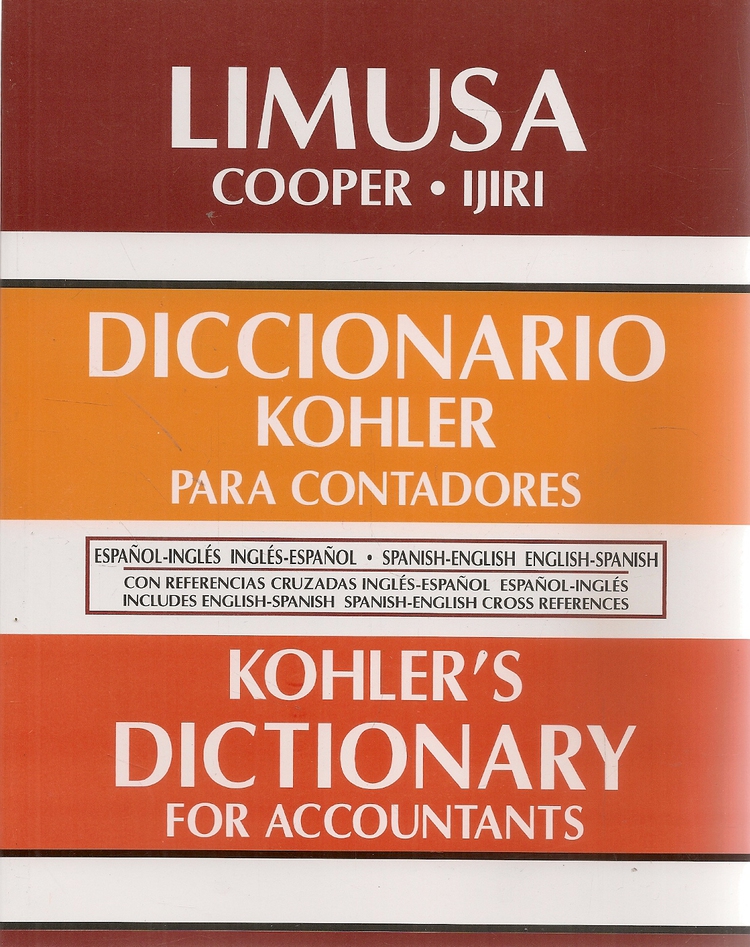 LIMUSA
COOPER • IJIRI
DICCIONARIO
KOHLER
PARA CONTADORES
ESPAÑOL-INGLÉS INGLÉS-ESPAÑOL • SPANISH-ENGLISH ENGLISH-SPANISH
CON REFERENCIAS CRUZADAS INGLÉS-ESPAÑOL ESPAÑOL-INGLÉS
INCLUDES ENGLISH-SPANISH SPANISH-ENGLISH CROSS REFERENCES
KOHLER'S
DICTIONARY
FOR ACCOUNTANTS